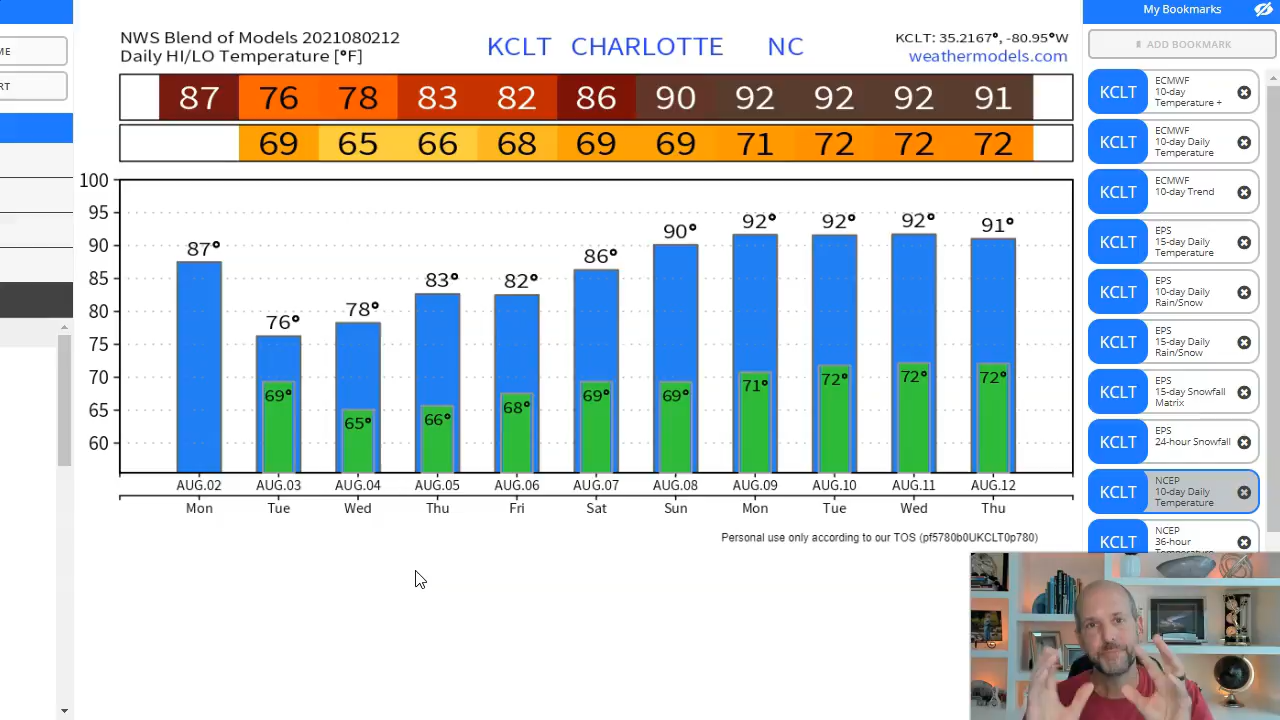 ME
RT
NWS Blend of Models 2021080212
Daily HI/LO Temperature [°F]
KCLT CHARLOTTE NC
KCLT: 35.2167°, -80.95°W
weathermodels.com
87 76 78 83 82 86 90 92 92 92 91
69 65 66 68 69 69 71 72 72 72
100
95
90
85
80
75
70
65
60
87° 76° 78° 83° 82° 86° 90° 92° 92° 92° 91°
69° 65° 66° 68° 69° 69° 71° 72° 72° 72°
AUG.02 AUG.03 AUG.04 AUG.05 AUG.06 AUG.07 AUG.08 AUG.09 AUG.10 AUG.11 AUG.12
Mon Tue Wed Thu Fri Sat Sun Mon Tue Wed Thu
Personal use only according to our TOS (pf5780b0UKCLT0p780)
My Bookmarks
ADD BOOKMARK
KCLT
ECMWF
10-day
Temperature +
KCLT
ECMWF
10-day Daily
Temperature
KCLT
ECMWF
10-day Trend
KCLT
EPS
15-day Daily
Temperature
KCLT
EPS
10-day Daily
Rain/Snow
KCLT
EPS
15-day Daily
Rain/Snow
KCLT
EPS
15-day Snowfall
Matrix
KCLT
EPS
24-hour Snowfall
KCLT
NCEP
10-day Daily
Temperature
KCLT
NCEP
36-hour
Temperature